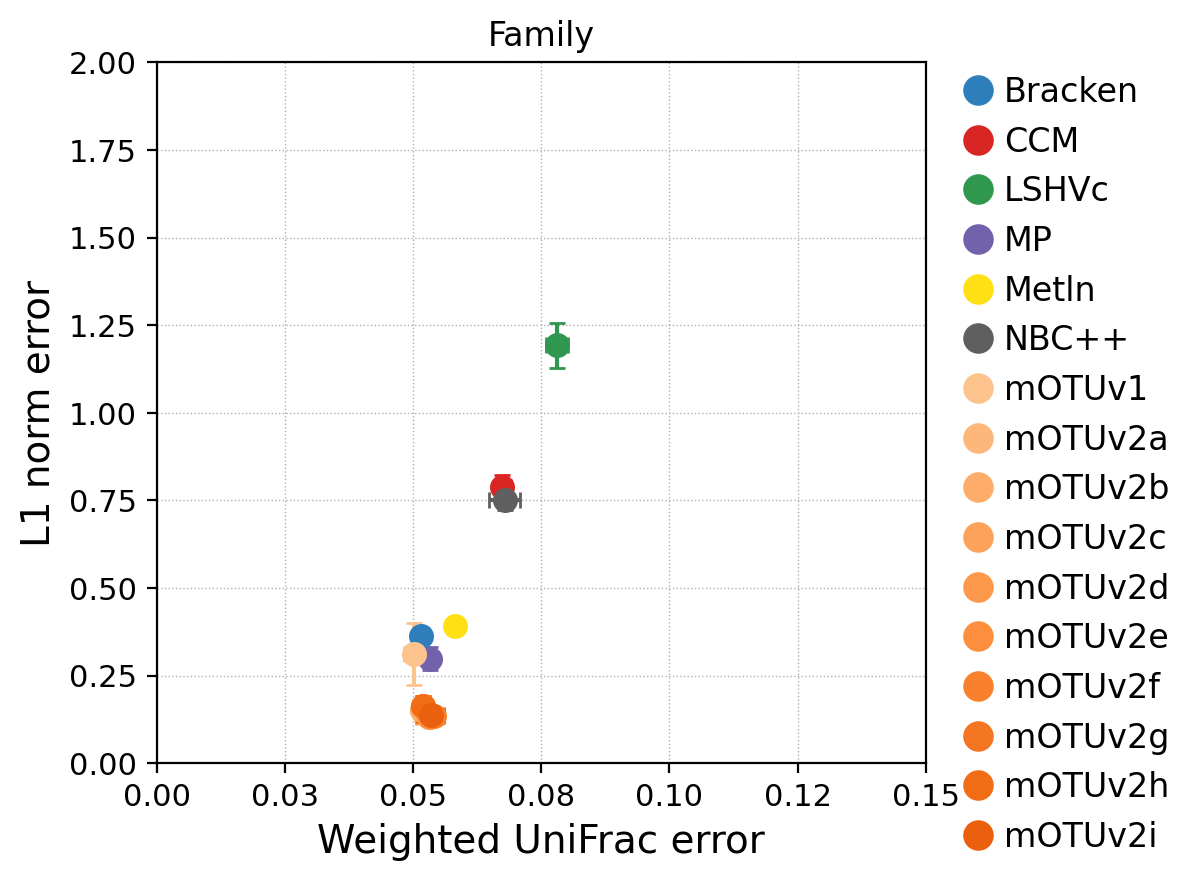 Family
2.00
1.75
1.50
1.25
1.00
0.75
0.50
0.25
0.00
L1 norm error
0.00 0.03 0.05 0.08 0.10 0.12 0.15
Weighted UniFrac error
Bracken
CCM
LSHVc
MP
Metln
NBC++
mOTUv1
mOTUv2a
mOTUv2b
mOTUv2c
mOTUv2d
mOTUv2e
mOTUv2f
mOTUv2g
mOTUv2h
mOTUv2i